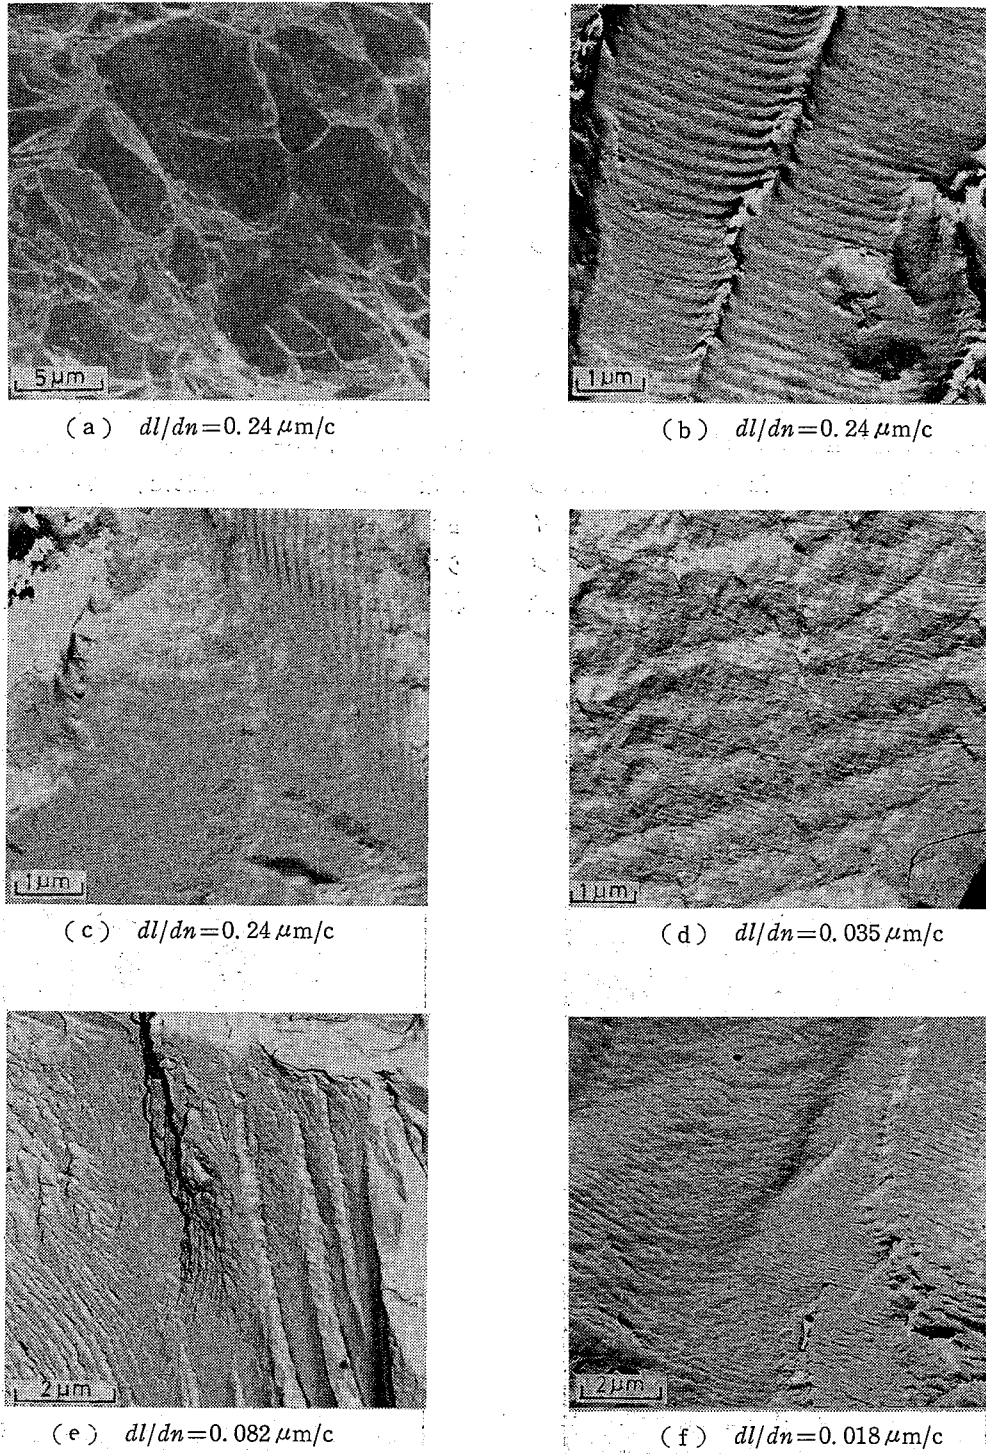 5μm
1μm
(a) dl/dn=0.24μm/c
(b) dl/dn=0.24μm/c
1μm
1μm
(c) dl/dn=0.24μm/c
(d) dl/dn=0.035μm/c
2μm
2μm
(e) dl/dn=0.082μm/c
(f) dl/dn=0.018μm/c